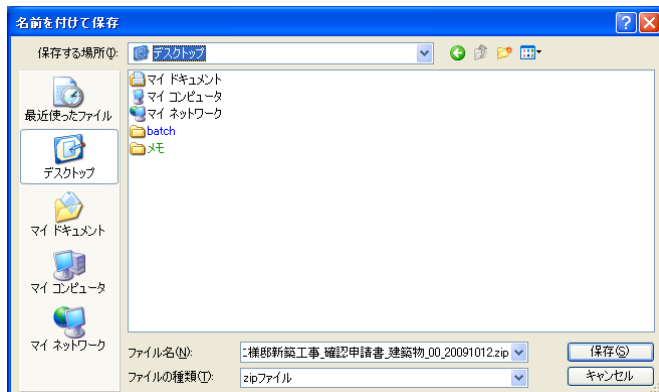 名前を付けて保存
保存する場所(I):
デスクトップ
最近使ったファイル
デスクトップ
マイ ドキュメント
マイ コンピュータ
マイ ネットワーク
マイ ドキュメント
マイ コンピュータ
マイ ネットワーク
batch
メモ
ファイル名(N):
様邸新築工事_確認申請書_建築物_00_20091012.zip
保存(S)
ファイルの種類(T):
zipファイル
キャンセル